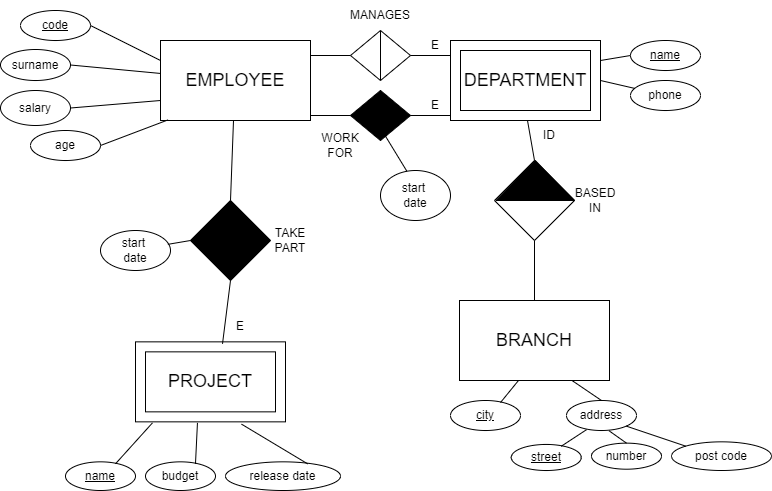 MANAGES
code
E
name
surname
EMPLOYEE
DEPARTMENT
phone
salary
E
age
WORK
FOR
ID
start
date
BASED
IN
start
date
TAKE
PART
E
BRANCH
PROJECT
city
address
street
number
post code
name
budget
release date